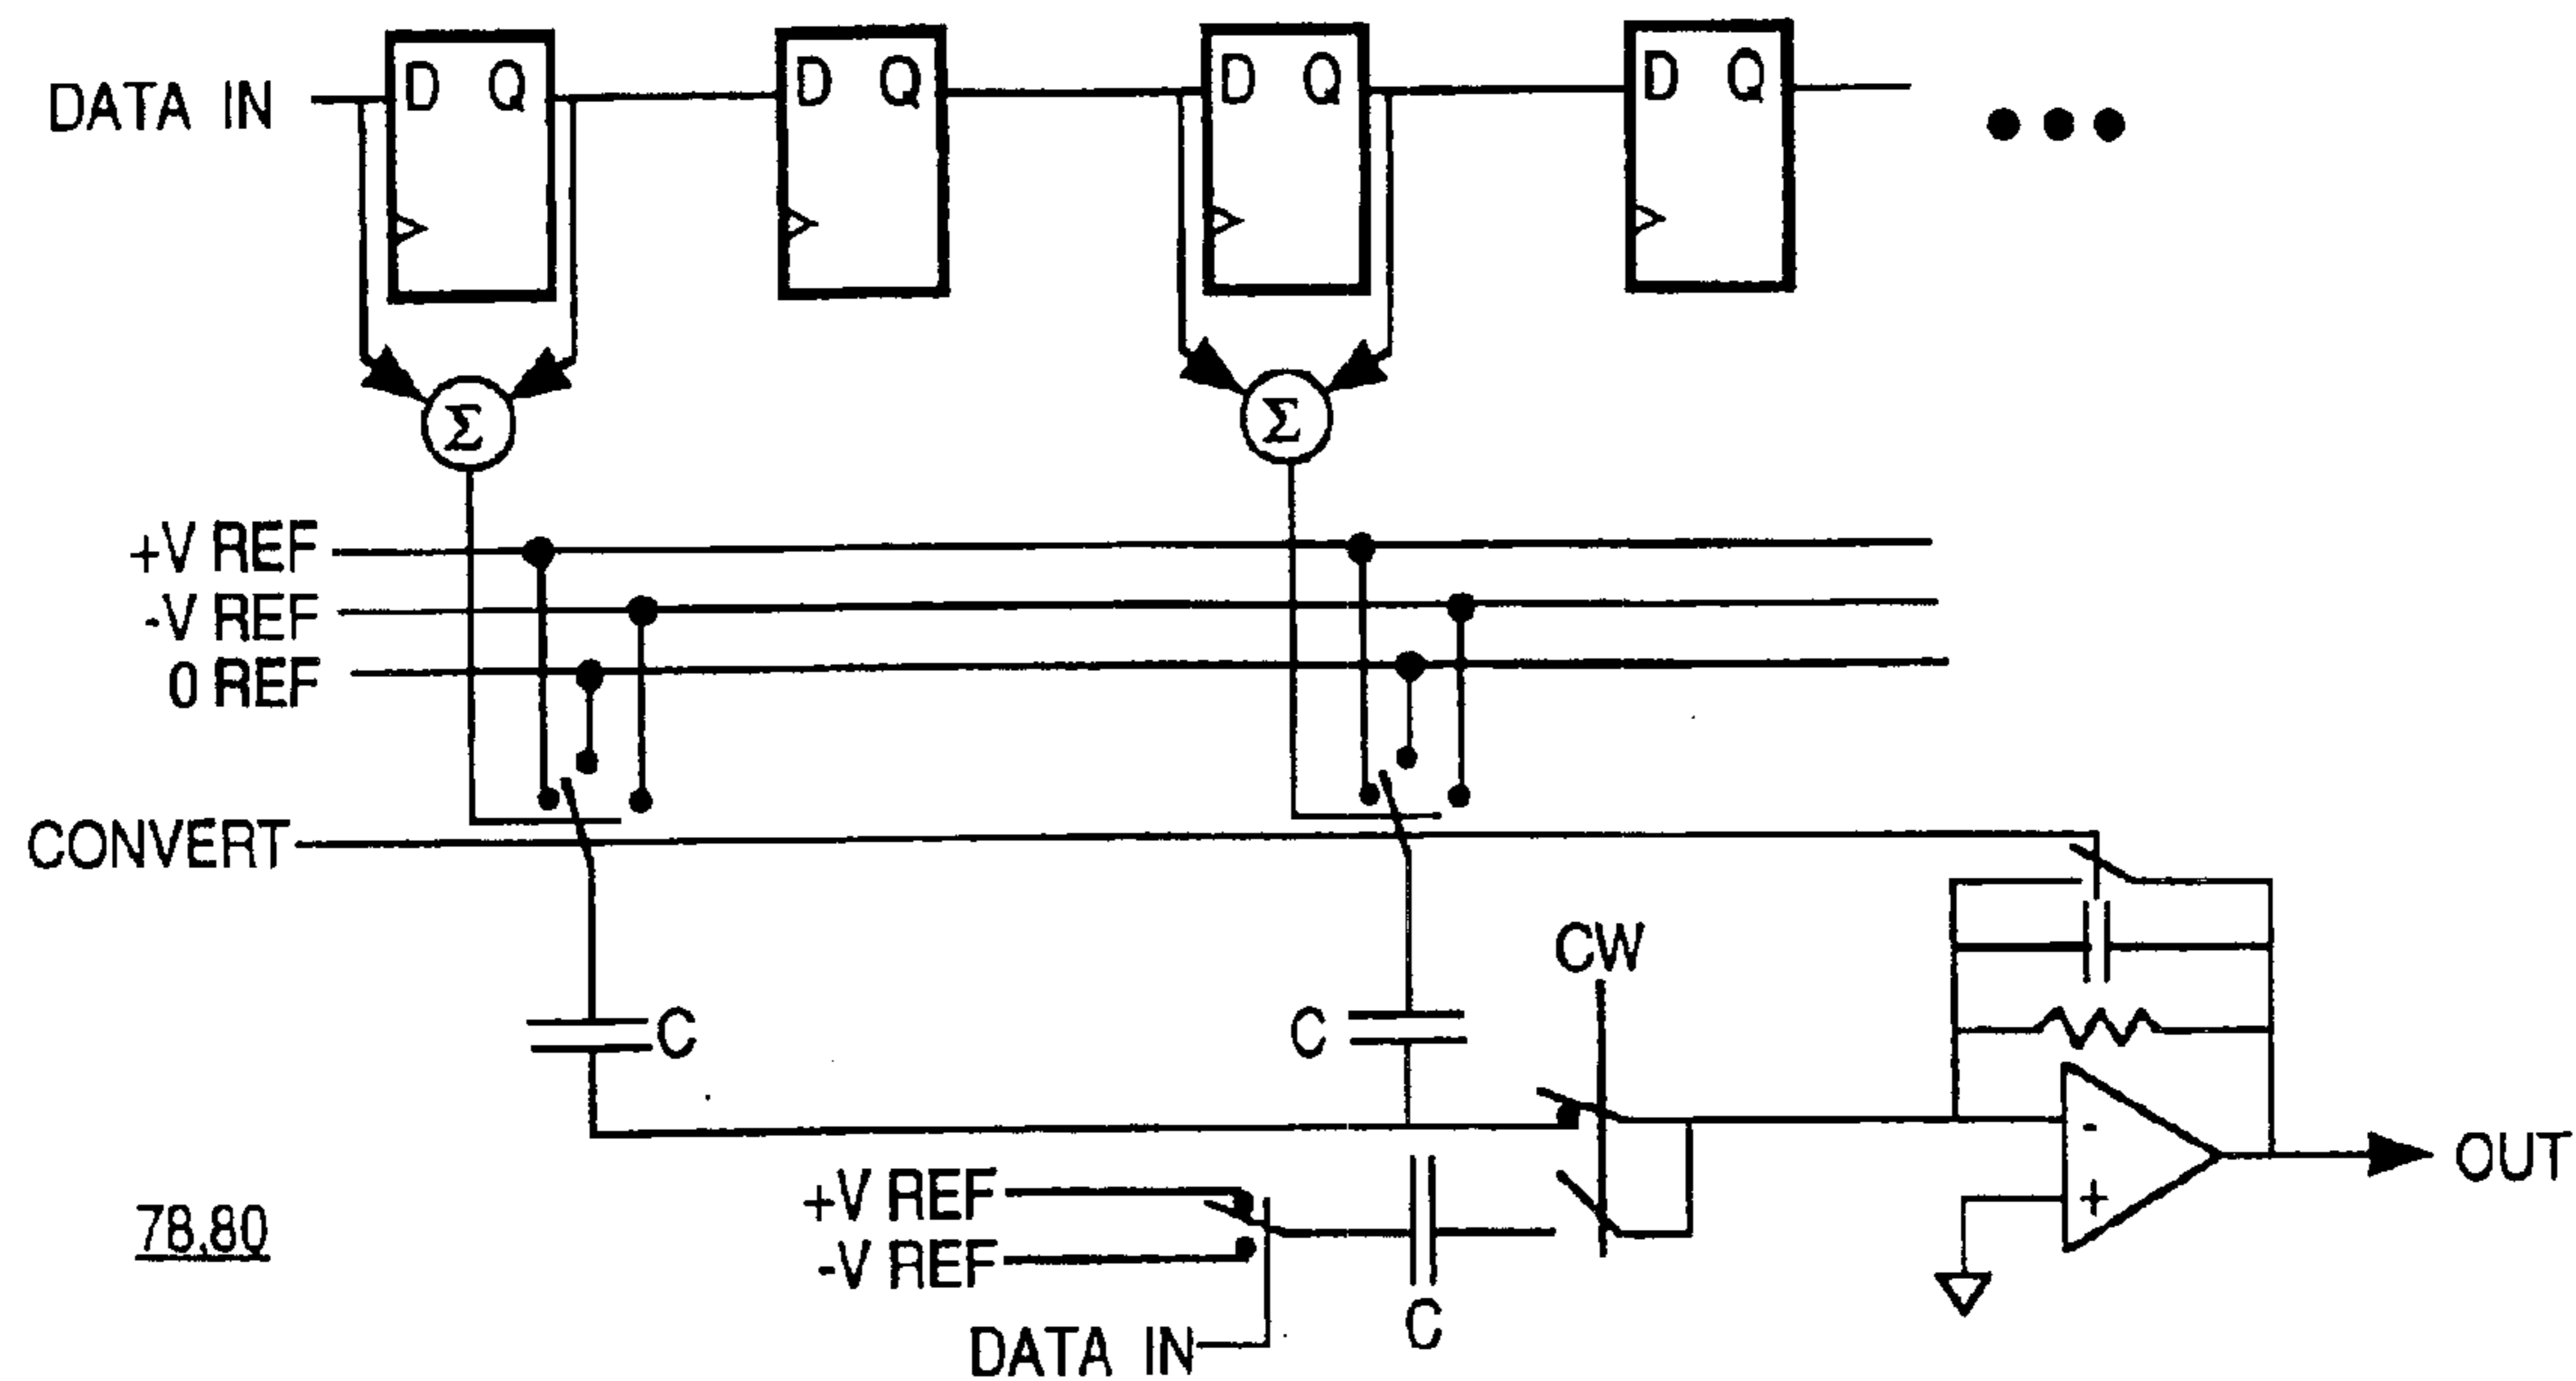 DATA IN
D Q
D Q
D Q
D Q
Σ
Σ
+V REF
-V REF
0 REF
CONVERT
C
C
CW
-
+
OUT
+V REF
-V REF
C
DATA IN
78,80